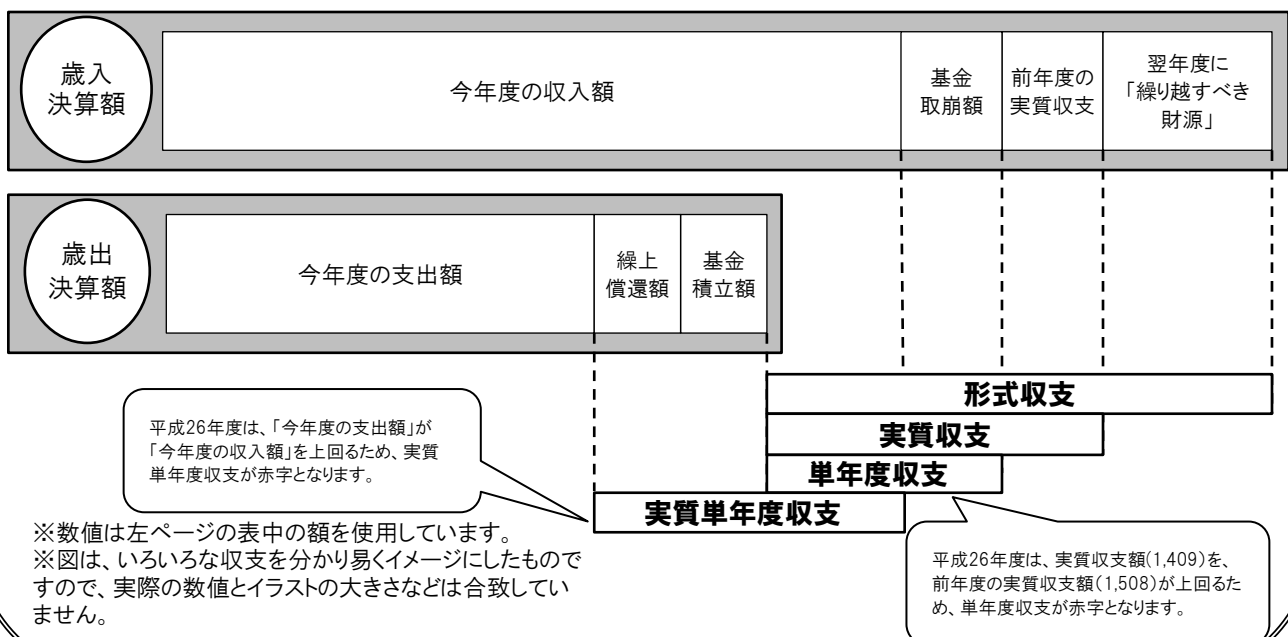 歳入
決算額
今年度の収入額
基金
取崩額
前年度の
実質収支
翌年度に
「繰り越すべき
財源」
歳出
決算額
今年度の支出額
繰上
償還額
基金
積立額
形式収支
実質収支
単年度収支
実質単年度収支
平成26年度は、「今年度の支出額」が
「今年度の収入額」を上回るため、実質
単年度収支が赤字となります。
※数値は左ページの表中の額を使用しています。
※図は、いろいろな収支を分かり易くイメージにしたもので
すので、実際の数値とイラストの大きさなどは合致してい
ません。
平成26年度は、実質収支額(1,409)を、
前年度の実質収支額(1,508)が上回るた
め、単年度収支が赤字となります。